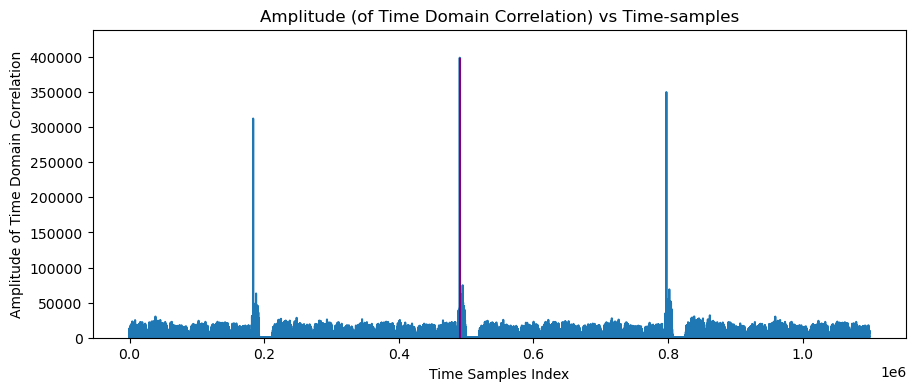 Amplitude (of Time Domain Correlation) vs Time-samples
Amplitude of Time Domain Correlation
400000
350000
300000
250000
200000
150000
100000
50000
0
0.0 0.2 0.4 0.6 0.8 1.0
1e6
Time Samples Index